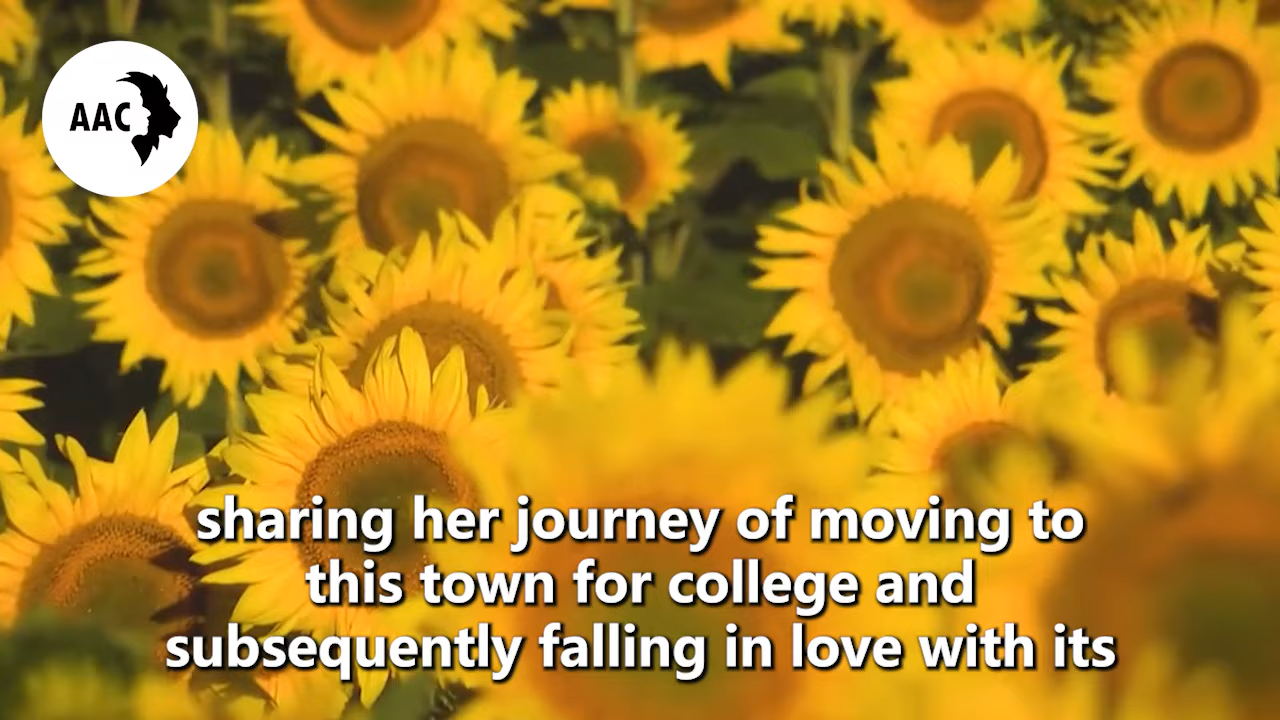 AAC
sharing her journey of moving to
this town for college and
subsequently falling in love with its